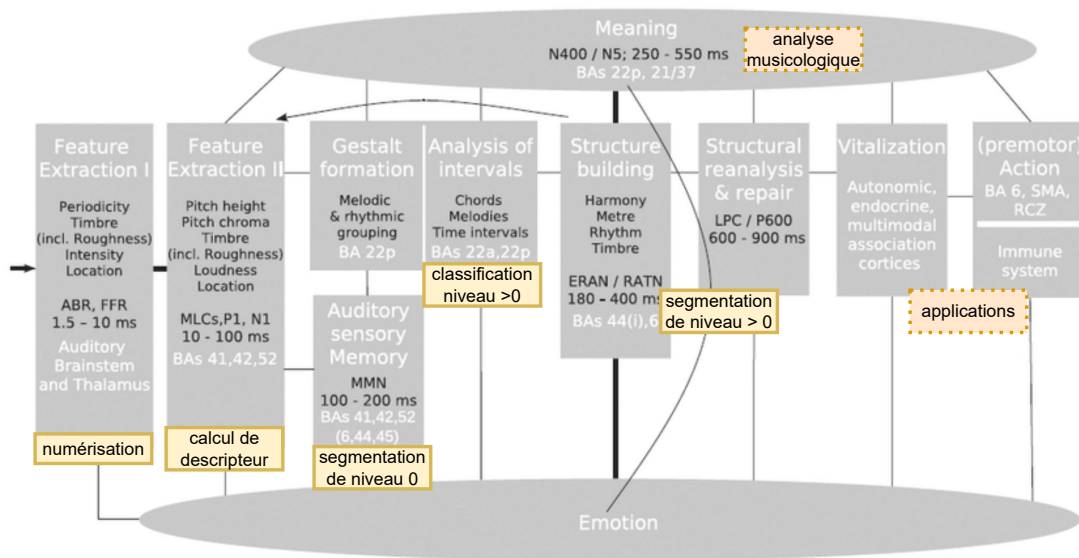 Meaning
N400 / N5; 250 - 550 ms
BAs 22p, 21/37
analyse
musicologique
Feature
Extraction I
Periodicity
Timbre
(incl. Roughness)
Intensity
Location
ABR, FFR
1.5 – 10 ms
Auditory
Brainstem
and Thalamus
numérisation
Feature
Extraction II
Pitch height
Pitch chroma
Timbre
(incl. Roughness)
Loudness
Location
MLCs,P1, N1
10 - 100 ms
BAs 41,42,52
calcul de
descripteur
Gestalt
formation
Melodic
& rhythmic
grouping
BA 22p
Auditory
sensory
Memory
MMN
100 - 200 ms
BAs 41,42,52
(6,44,45)
segmentation
de niveau 0
Analysis of
intervals
Chords
Melodies
Time intervals
BAs 22a,22p
classification
niveau >0
Structure
building
Harmony
Metre
Rhythm
Timbre
ERAN / RATN
180 – 400 ms
BAs 44(i),6
segmentation
de niveau > 0
Structural
reanalysis
& repair
LPC / P600
600 - 900 ms
Vitalization
Autonomic,
endocrine,
multimodal
association
cortices
(premotor)
Action
BA 6, SMA,
RCZ
Immune
system
applications
Emotion